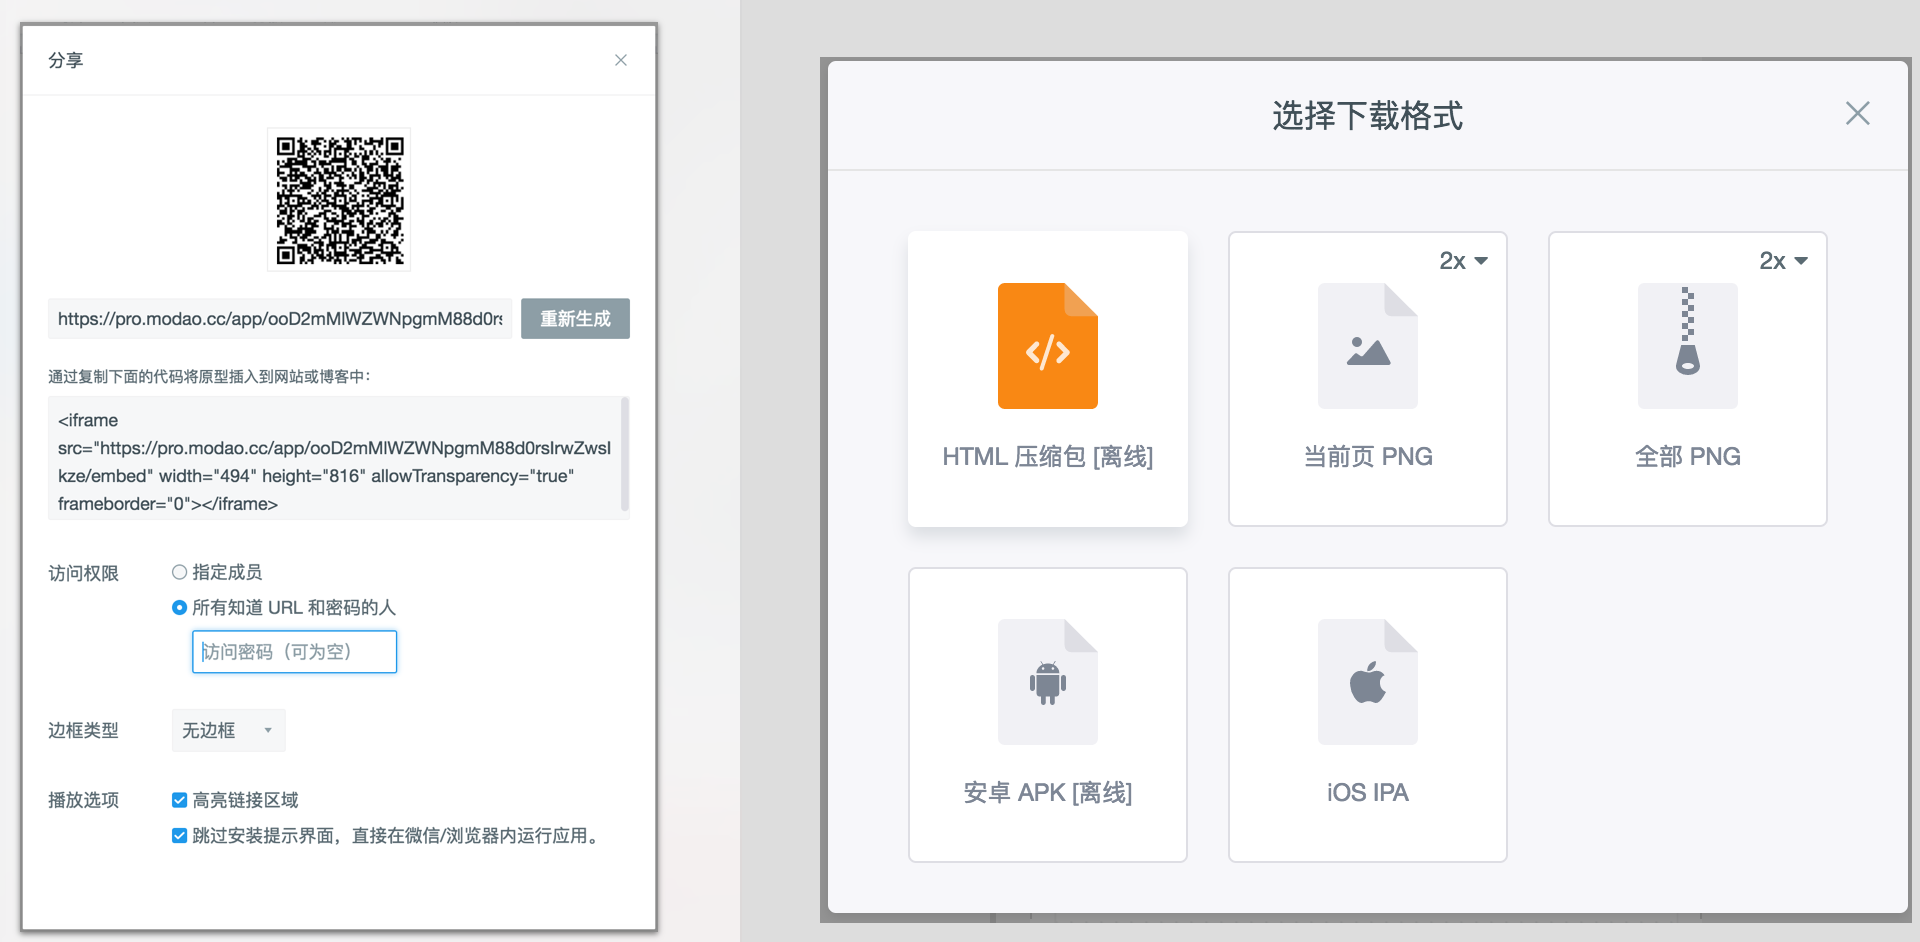 分享
https://pro.modao.cc/app/ooD2mMlWZWNpgmM88d0rs
重新生成
通过复制下面的代码将原型插入到网站或博客中:
<iframe
src="https://pro.modao.cc/app/ooD2mMlWZWNpgmM88d0rsIrwZwsI
kze/embed" width="494" height="816" allowTransparency="true"
frameborder="0"></iframe>
访问权限
指定成员
所有知道 URL 和密码的人
访问密码（可为空）
边框类型
无边框
播放选项
高亮链接区域
跳过安装提示界面，直接在微信/浏览器内运行应用。
选择下载格式
HTML 压缩包 [离线]
2x
当前页 PNG
2x
全部 PNG
安卓 APK [离线]
iOS IPA